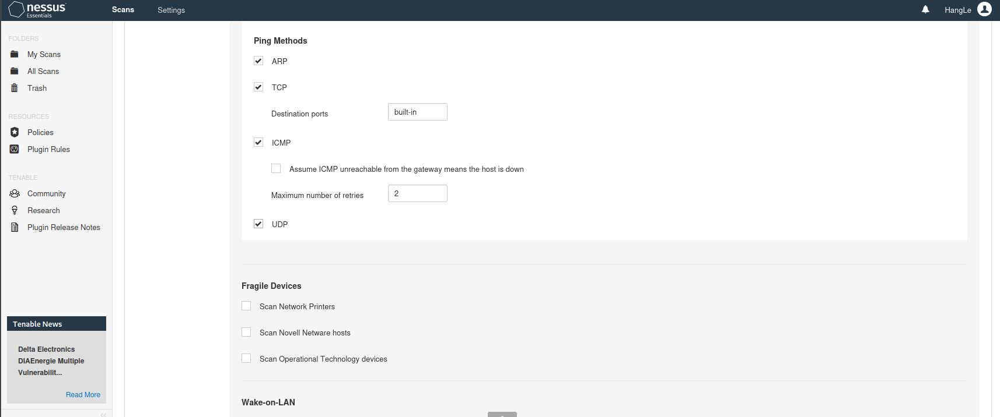 nessus
Essentials
Scans
Settings
HangLe
FOLDERS
My Scans
All Scans
Trash
RESOURCES
Policies
Plugin Rules
TENABLE
Community
Research
Plugin Release Notes
Tenable News
Delta Electronics
DIAEnergie Multiple
Vulnerabilit...
Read More
Ping Methods
ARP
TCP
Destination ports
built-in
ICMP
Assume ICMP unreachable from the gateway means the host is down
Maximum number of retries
2
UDP
Fragile Devices
Scan Network Printers
Scan Novell Netware hosts
Scan Operational Technology devices
Wake-on-LAN